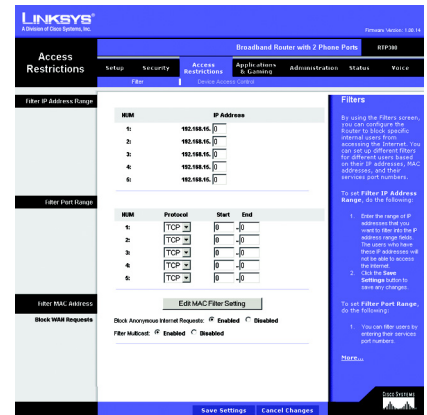 LINKSYS®
A Division of Cisco Systems, Inc.
Firmware Version: 1.00.14
Broadband Router with 2 Phone Ports
RTP300
Access Restrictions
Setup
Security
Access Restrictions
Applications & Gaming
Administration
Status
Voice
Filter
Device Access Control
Filter IP Address Range
NUM IP Address
1: 192.168.15. 0
2: 192.168.15. 0
3: 192.168.15. 0
4: 192.168.15. 0
5: 192.168.15. 0
Filter Port Range
NUM Protocol Start End
1: TCP 0 - 0
2: TCP 0 - 0
3: TCP 0 - 0
4: TCP 0 - 0
5: TCP 0 - 0
Filter MAC Address
Edit MAC Filter Setting
Block WAN Requests
Block Anonymous Internet Requests: Enabled Disabled
Filter Multicast: Enabled Disabled
Filters
By using the Filters screen,
you can configure the
Router to block specific
internal users from
accessing the Internet. You
can set up different filters
for different users based
on their IP addresses, MAC
addresses, and their
services port numbers.
To set Filter IP Address
Range, do the following:
1. Enter the range of IP
addresses that you
want to filter into the IP
address range fields.
The users who have
these IP addresses will
not be able to access
the Internet.
2. Click the Save
Settings button to
save any changes.
To set Filter Port Range,
do the following:
1. You can filter users by
entering their services
port numbers.
More...
Save Settings
Cancel Changes
CISCO SYSTEMS